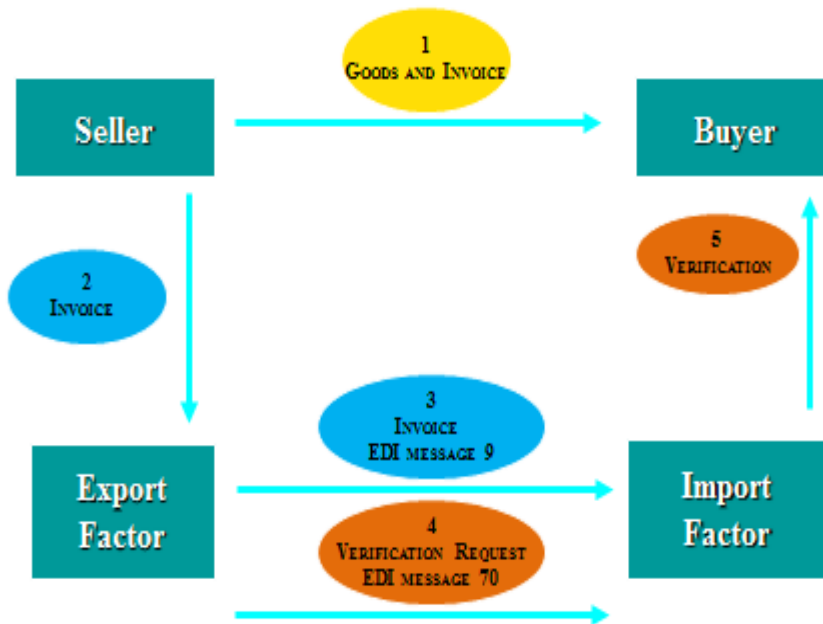 1
GOODS AND INVOICE
Seller
Buyer
2
INVOICE
5
VERIFICATION
3
INVOICE
EDI MESSAGE 9
Export
Factor
Import
Factor
4
VERIFICATION REQUEST
EDI MESSAGE 70